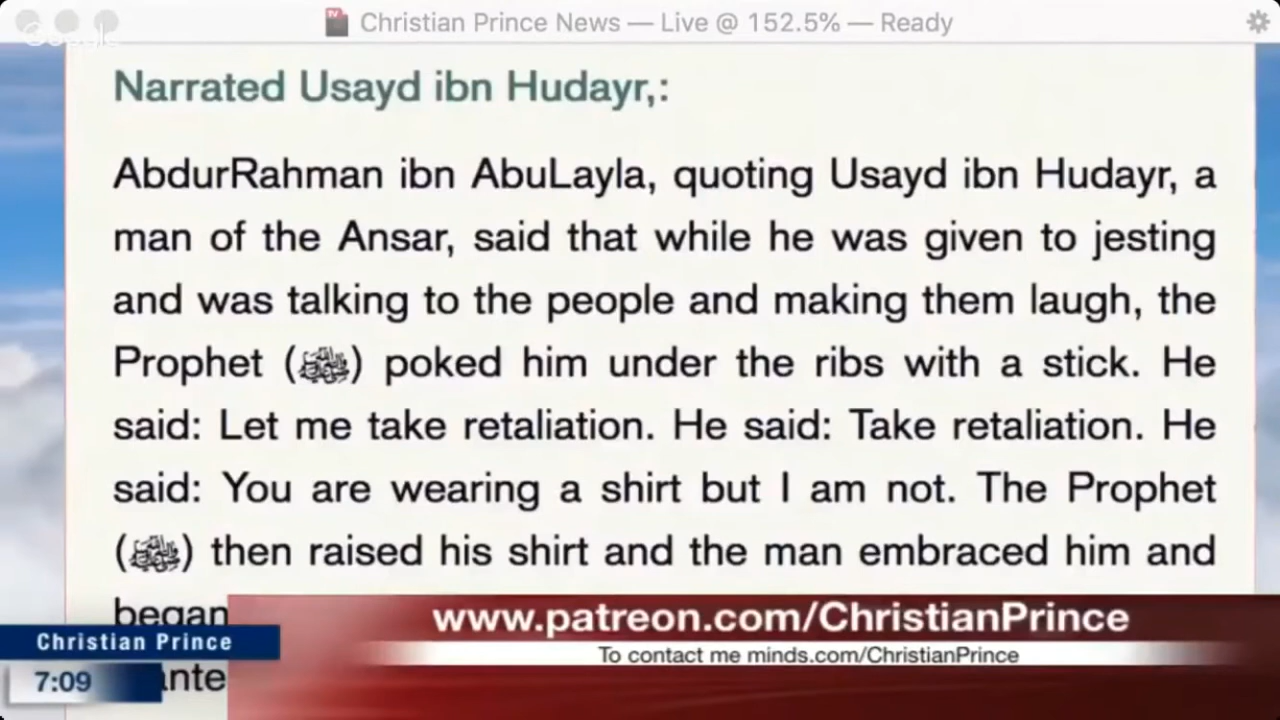 Christian Prince News — Live @ 152.5% — Ready
Google
Narrated Usayd ibn Hudayr,:
AbdurRahman ibn AbuLayla, quoting Usayd ibn Hudayr, a
man of the Ansar, said that while he was given to jesting
and was talking to the people and making them laugh, the
Prophet (ﷺ) poked him under the ribs with a stick. He
said: Let me take retaliation. He said: Take retaliation. He
said: You are wearing a shirt but I am not. The Prophet
(ﷺ) then raised his shirt and the man embraced him and
began
www.patreon.com/ChristianPrince
Christian Prince
To contact me minds.com/ChristianPrince
7:09